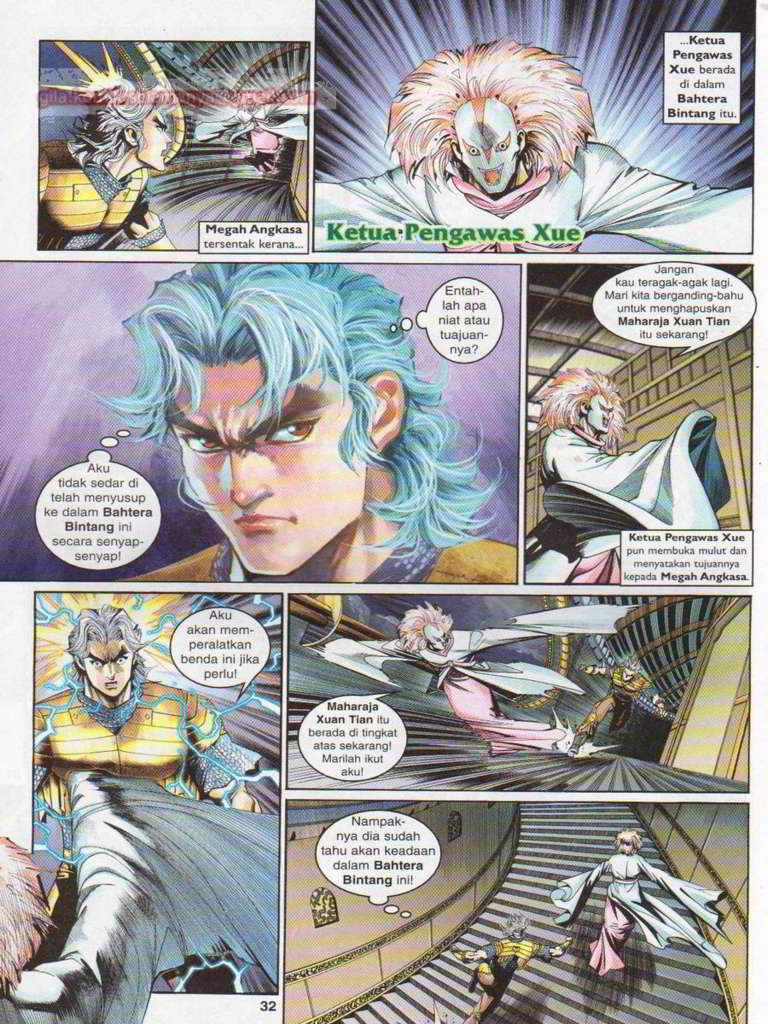 Megah Angkasa
tersentak kerana...
...Ketua
Pengawas
Xue berada
di dalam
Bahtera
Bintang itu.
Ketua Pengawas Xue
Entah-
lah apa
niat atau
tuajuan-
nya?
Aku
tidak sedar di
telah menyusup
ke dalam Bahtera
Bintang ini
secara senyap-
senyap!
Jangan
kau teragak-agak lagi.
Mari kita berganding-bahu
untuk menghapuskan
Maharaja Xuan Tian
itu sekarang!
Ketua Pengawas Xue
pun membuka mulut dan
menyatakan tujuannya
kepada Megah Angkasa.
Aku
akan mem-
peralatkan
benda ini jika
perlu!
Maharaja
Xuan Tian itu
berada di tingkat
atas sekarang!
Marilah ikut
aku!
Nampak-
nya dia sudah
tahu akan keadaan
dalam Bahtera
Bintang ini!
32